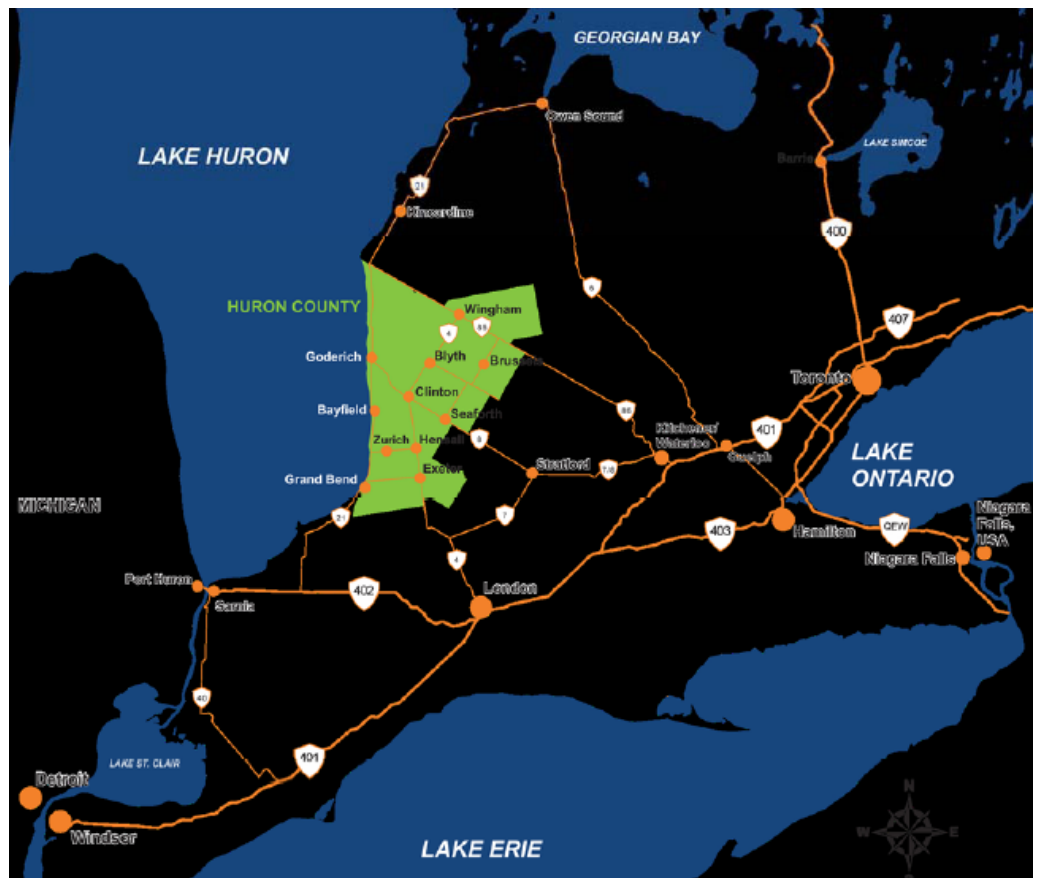 GEORGIAN BAY
Owen Sound
LAKE HURON
LAKE SIMCOE
Barrie
21
Kincardine
400
6
HURON COUNTY
Wingham
407
4
86
Goderich
Blyth
Brussels
Toronto
Clinton
Bayfield
Seaforth
86
401
Kitchener/
Waterloo
Zurich
Hensall
8
Guelph
LAKE
ONTARIO
Exeter
Stratford
7/8
Grand Bend
MICHIGAN
21
7
403
Hamilton
QEW
Niagara
Falls,
USA
Niagara Falls
4
Port Huron
402
London
Sarnia
40
401
LAKE ST. CLAIR
Detroit
Windsor
N
W
E
LAKE ERIE